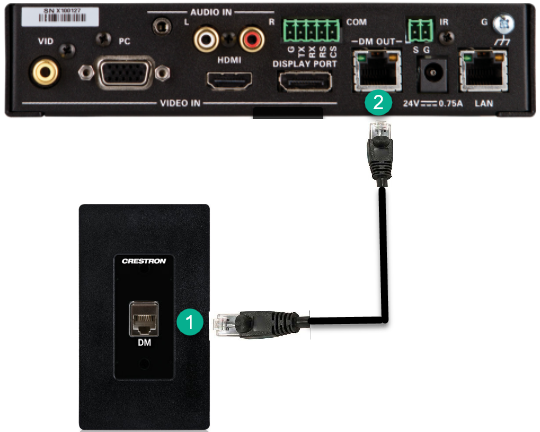 SN X100127
AUDIO IN
VID
PC
L
R
COM
DM OUT
IR
G
HDMI
DISPLAY PORT
G
TX
RX
RS
CS
S G
VIDEO IN
24V⎓0.75A
LAN
2
CRESTRON
1
DM